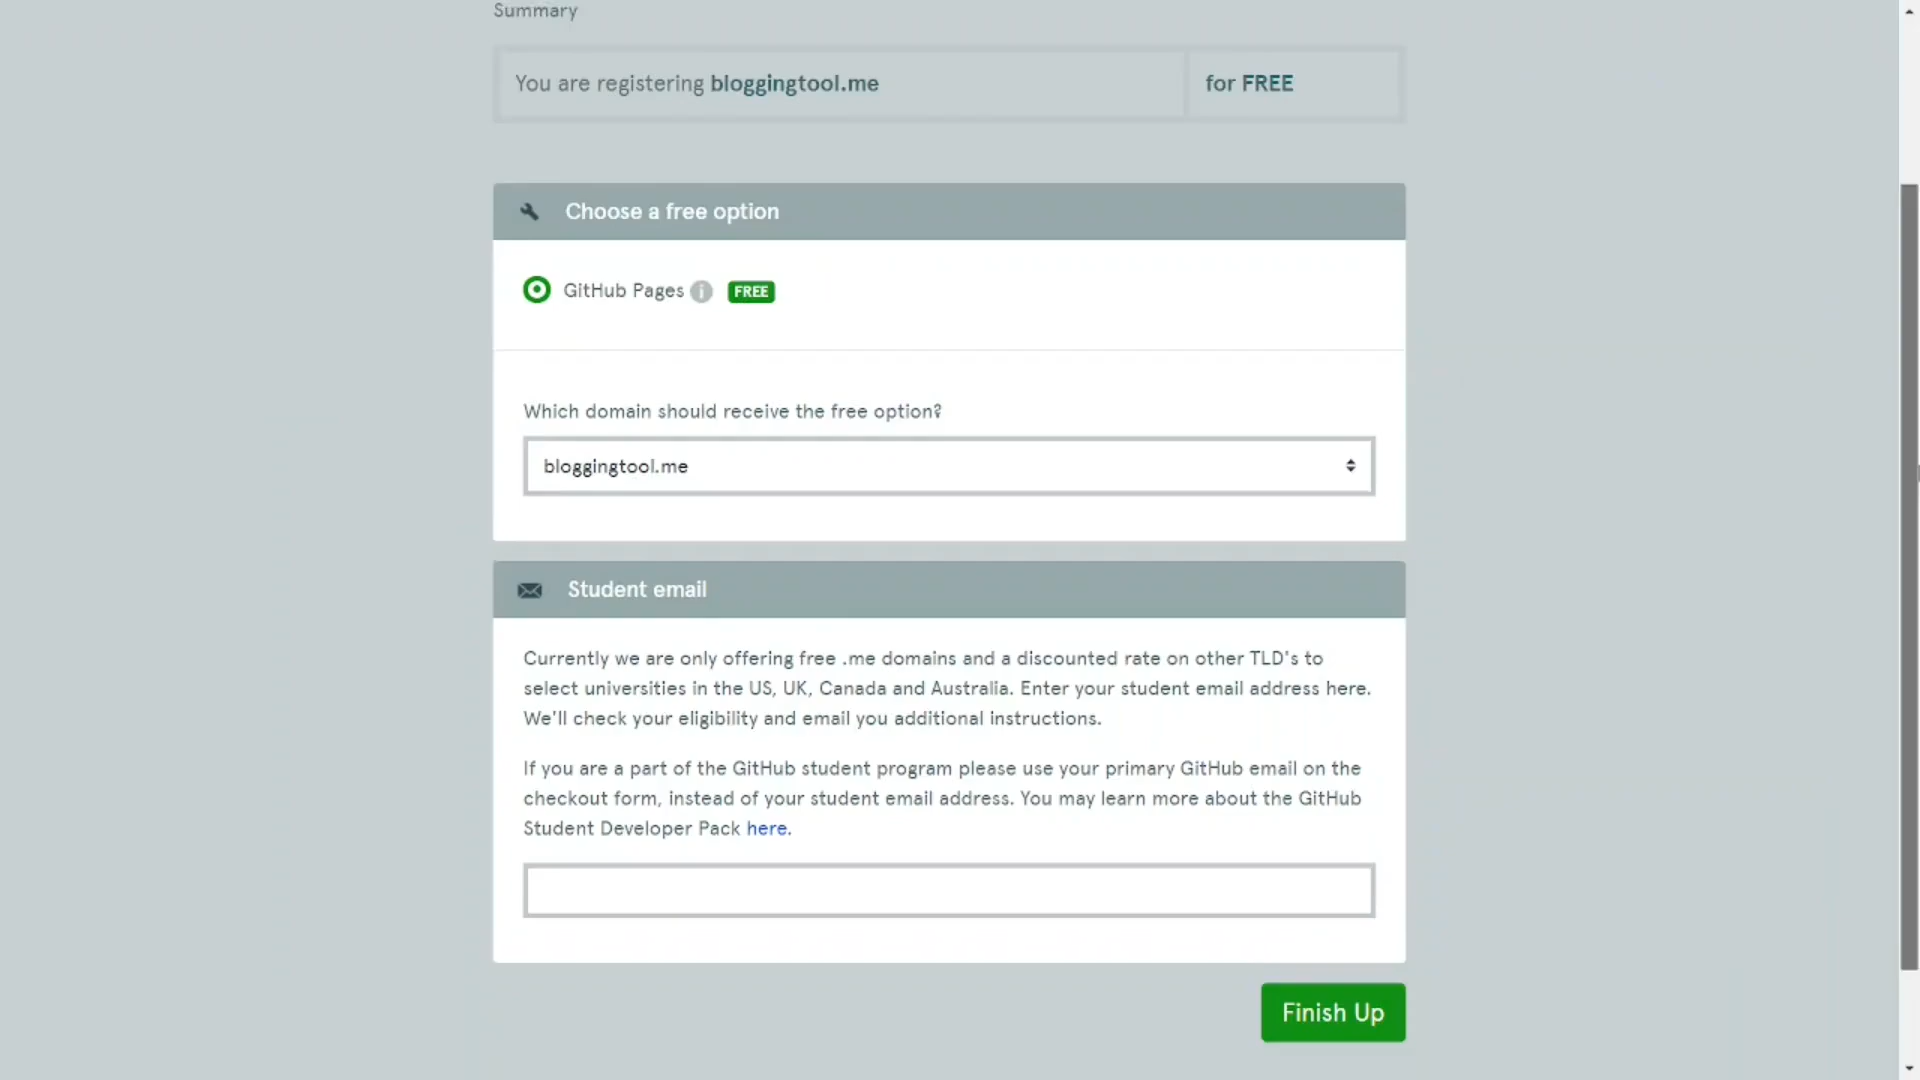 Summary
You are registering bloggingtool.me
for FREE
Choose a free option
GitHub Pages FREE
Which domain should receive the free option?
bloggingtool.me
Student email
Currently we are only offering free .me domains and a discounted rate on other TLD's to
select universities in the US, UK, Canada and Australia. Enter your student email address here.
We'll check your eligibility and email you additional instructions.
If you are a part of the GitHub student program please use your primary GitHub email on the
checkout form, instead of your student email address. You may learn more about the GitHub
Student Developer Pack here.
Finish Up